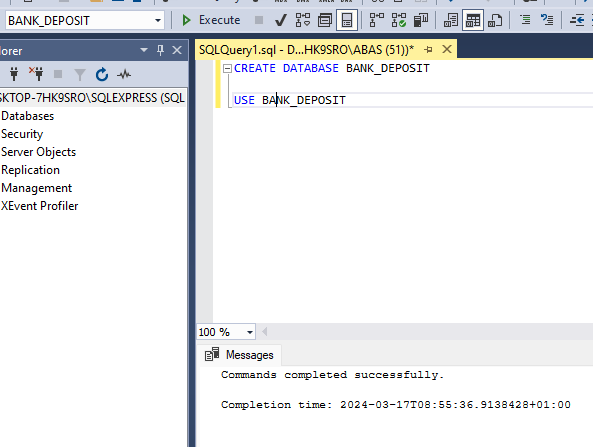 BANK_DEPOSIT
Execute
lorer
SQLQuery1.sql - D...HK9SRO\ABAS (51))*
SKTOP-7HK9SRO\SQLEXPRESS (SQL
Databases
Security
Server Objects
Replication
Management
XEvent Profiler
CREATE DATABASE BANK_DEPOSIT
USE BANK_DEPOSIT
100 %
Messages
Commands completed successfully.
Completion time: 2024-03-17T08:55:36.9138428+01:00